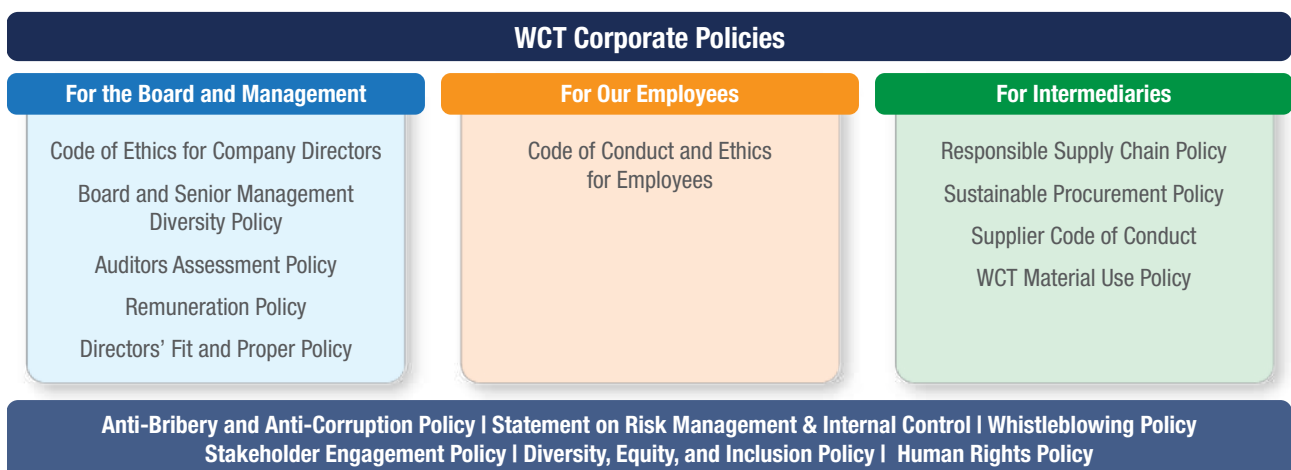 WCT Corporate Policies
For the Board and Management
Code of Ethics for Company Directors
Board and Senior Management
Diversity Policy
Auditors Assessment Policy
Remuneration Policy
Directors’ Fit and Proper Policy
For Our Employees
Code of Conduct and Ethics
for Employees
For Intermediaries
Responsible Supply Chain Policy
Sustainable Procurement Policy
Supplier Code of Conduct
WCT Material Use Policy
Anti-Bribery and Anti-Corruption Policy | Statement on Risk Management & Internal Control | Whistleblowing Policy
Stakeholder Engagement Policy | Diversity, Equity, and Inclusion Policy | Human Rights Policy